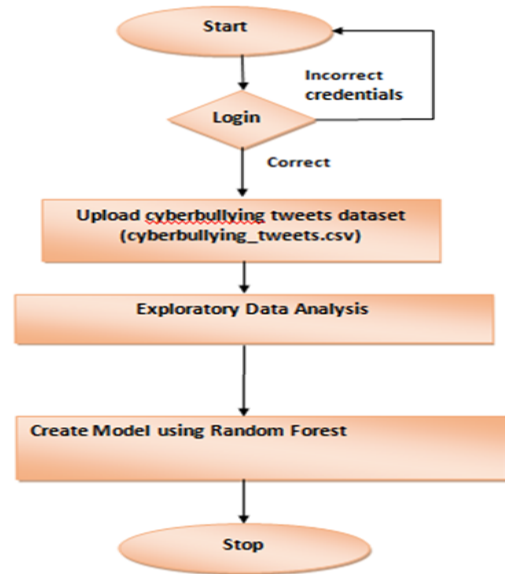 Start
Incorrect
credentials
Login
Correct
Upload cyberbullying tweets dataset
(cyberbullying_tweets.csv)
Exploratory Data Analysis
Create Model using Random Forest
Stop